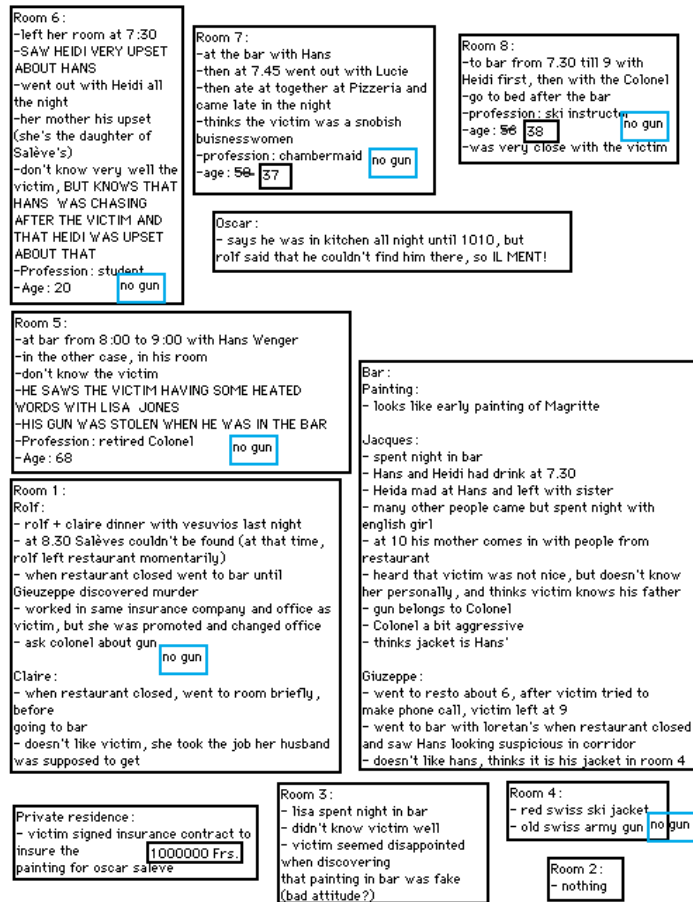 Room 6:
-left her room at 7:30
-SAW HEIDI VERY UPSET
ABOUT HANS
-went out with Heidi all
the night
-her mother his upset
(she's the daughter of
Salève's)
-don't know very well the
victim, BUT KNOWS THAT
HANS WAS CHASING
AFTER THE VICTIM AND
THAT HEIDI WAS UPSET
ABOUT THAT
-Profession: student
-Age: 20
no gun
Room 7:
-at the bar with Hans
-then at 7.45 went out with Lucie
-then ate at together at Pizzeria and
came late in the night
-thinks the victim was a snobish
buisnesswomen
-profession: chambermaid
-age: 58 37
no gun
Room 8:
-to bar from 7.30 till 9 with
Heidi first, then with the Colonel
-go to bed after the bar
-profession: ski instructor
-age: 56 38
no gun
-was very close with the victim
Oscar:
- says he was in kitchen all night until 1010, but
rolf said that he couldn't find him there, so IL MENT!
Room 5:
-at bar from 8:00 to 9:00 with Hans Wenger
-in the other case, in his room
-don't know the victim
-HE SAWS THE VICTIM HAVING SOME HEATED
WORDS WITH LISA JONES
-HIS GUN WAS STOLEN WHEN HE WAS IN THE BAR
-Profession: retired Colonel
-Age: 68
no gun
Bar:
Painting:
- looks like early painting of Magritte
Jacques:
- spent night in bar
- Hans and Heidi had drink at 7.30
- Heida mad at Hans and left with sister
- many other people came but spent night with
english girl
- at 10 his mother comes in with people from
restaurant
- heard that victim was not nice, but doesn't know
her personally, and thinks victim knows his father
- gun belongs to Colonel
- Colonel a bit aggressive
- thinks jacket is Hans'
Giuzeppe:
- went to resto about 6, after victim tried to
make phone call, victim left at 9
- went to bar with loretan's when restaurant closed
and saw Hans looking suspicious in corridor
- doesn't like hans, thinks it is his jacket in room 4
Room 1:
Rolf:
- rolf + claire dinner with vesuvios last night
- at 8.30 Salèves couldn't be found (at that time,
rolf left restaurant momentarily)
- when restaurant closed went to bar until
Gieuzeppe discovered murder
- worked in same insurance company and office as
victim, but she was promoted and changed office
- ask colonel about gun
no gun
Claire:
- when restaurant closed, went to room briefly,
before
going to bar
- doesn't like victim, she took the job her husband
was supposed to get
Private residence:
- victim signed insurance contract to
insure the 1000000 Frs.
painting for oscar saleve
Room 3:
- lisa spent night in bar
- didn't know victim well
- victim seemed disappointed
when discovering
that painting in bar was fake
(bad attitude?)
Room 4:
- red swiss ski jacket
- old swiss army gun
no gun
Room 2:
- nothing